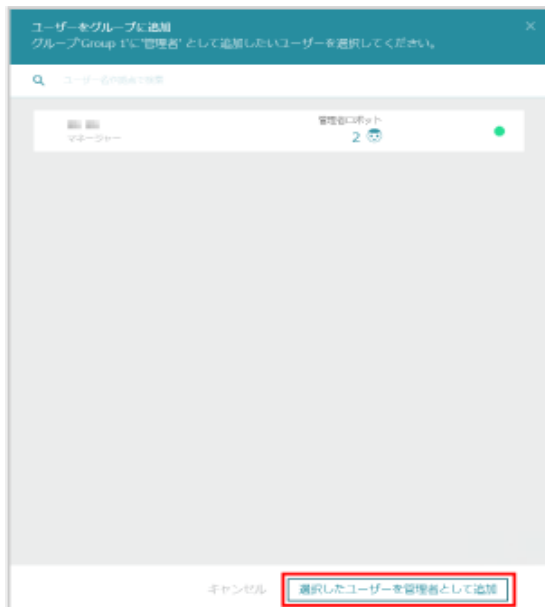 ユーザーをグループに追加
グループ'Group 1'に'管理者' として追加したいユーザーを選択してください。
マネージャー
管理者ロボット
2
キャンセル
選択したユーザーを管理者として追加